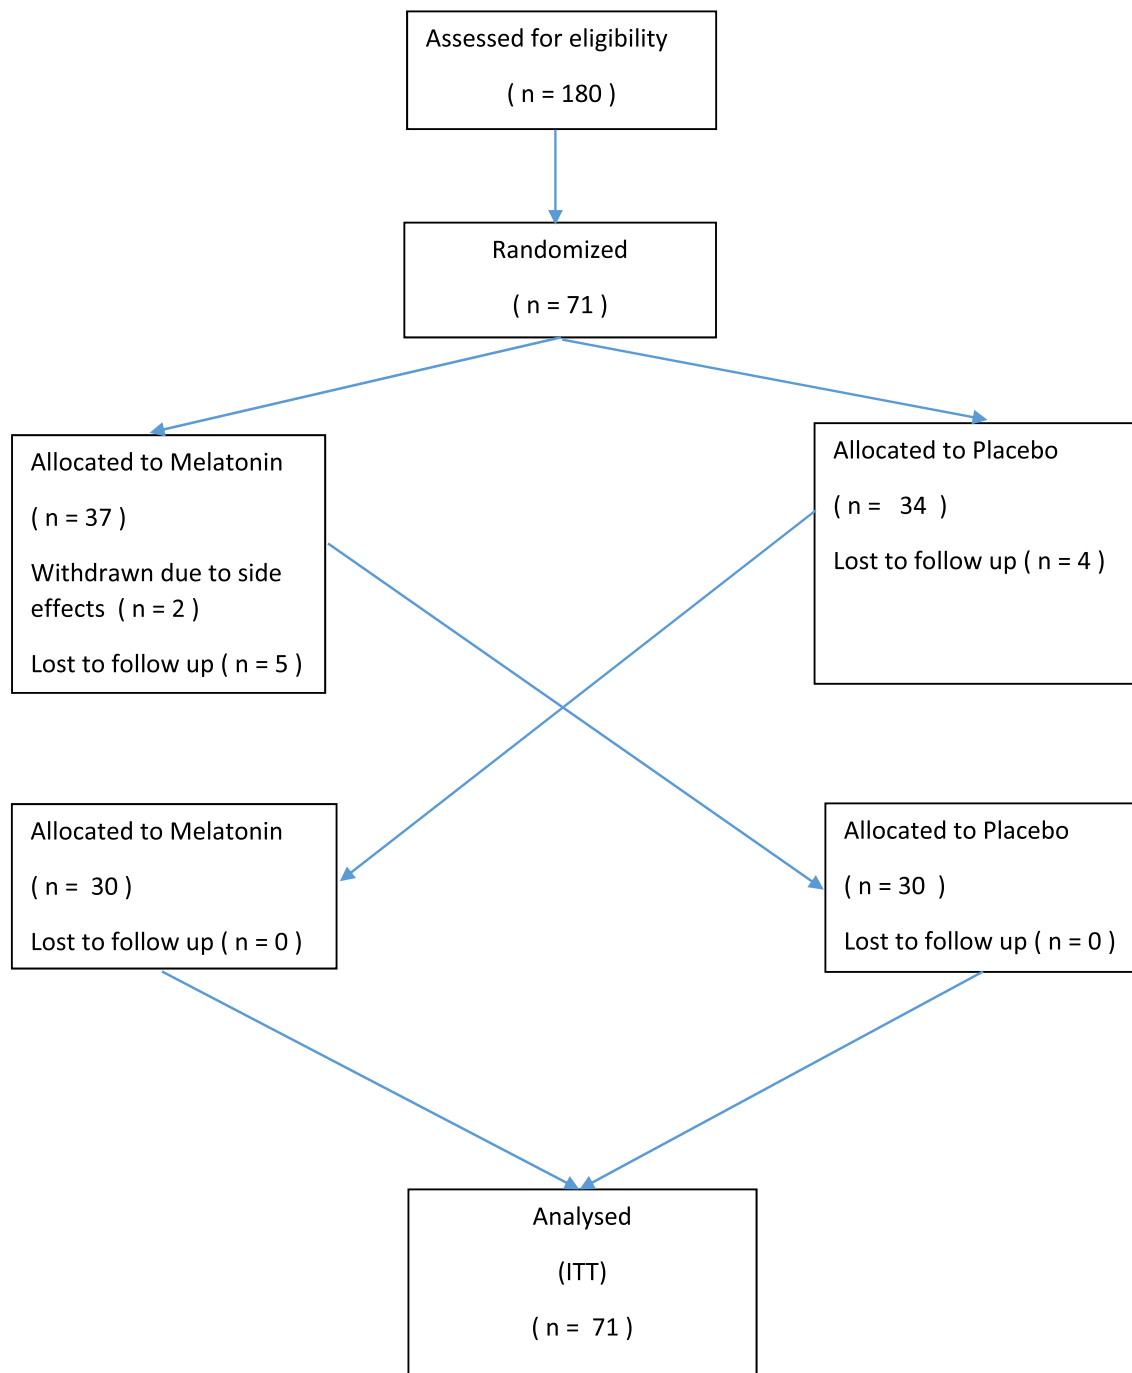 Assessed for eligibility
( n = 180 )
Randomized
( n = 71 )
Allocated to Melatonin
( n = 37 )
Withdrawn due to side
effects ( n = 2 )
Lost to follow up ( n = 5 )
Allocated to Placebo
( n = 34 )
Lost to follow up ( n = 4 )
Allocated to Melatonin
( n = 30 )
Lost to follow up ( n = 0 )
Allocated to Placebo
( n = 30 )
Lost to follow up ( n = 0 )
Analysed
(ITT)
( n = 71 )